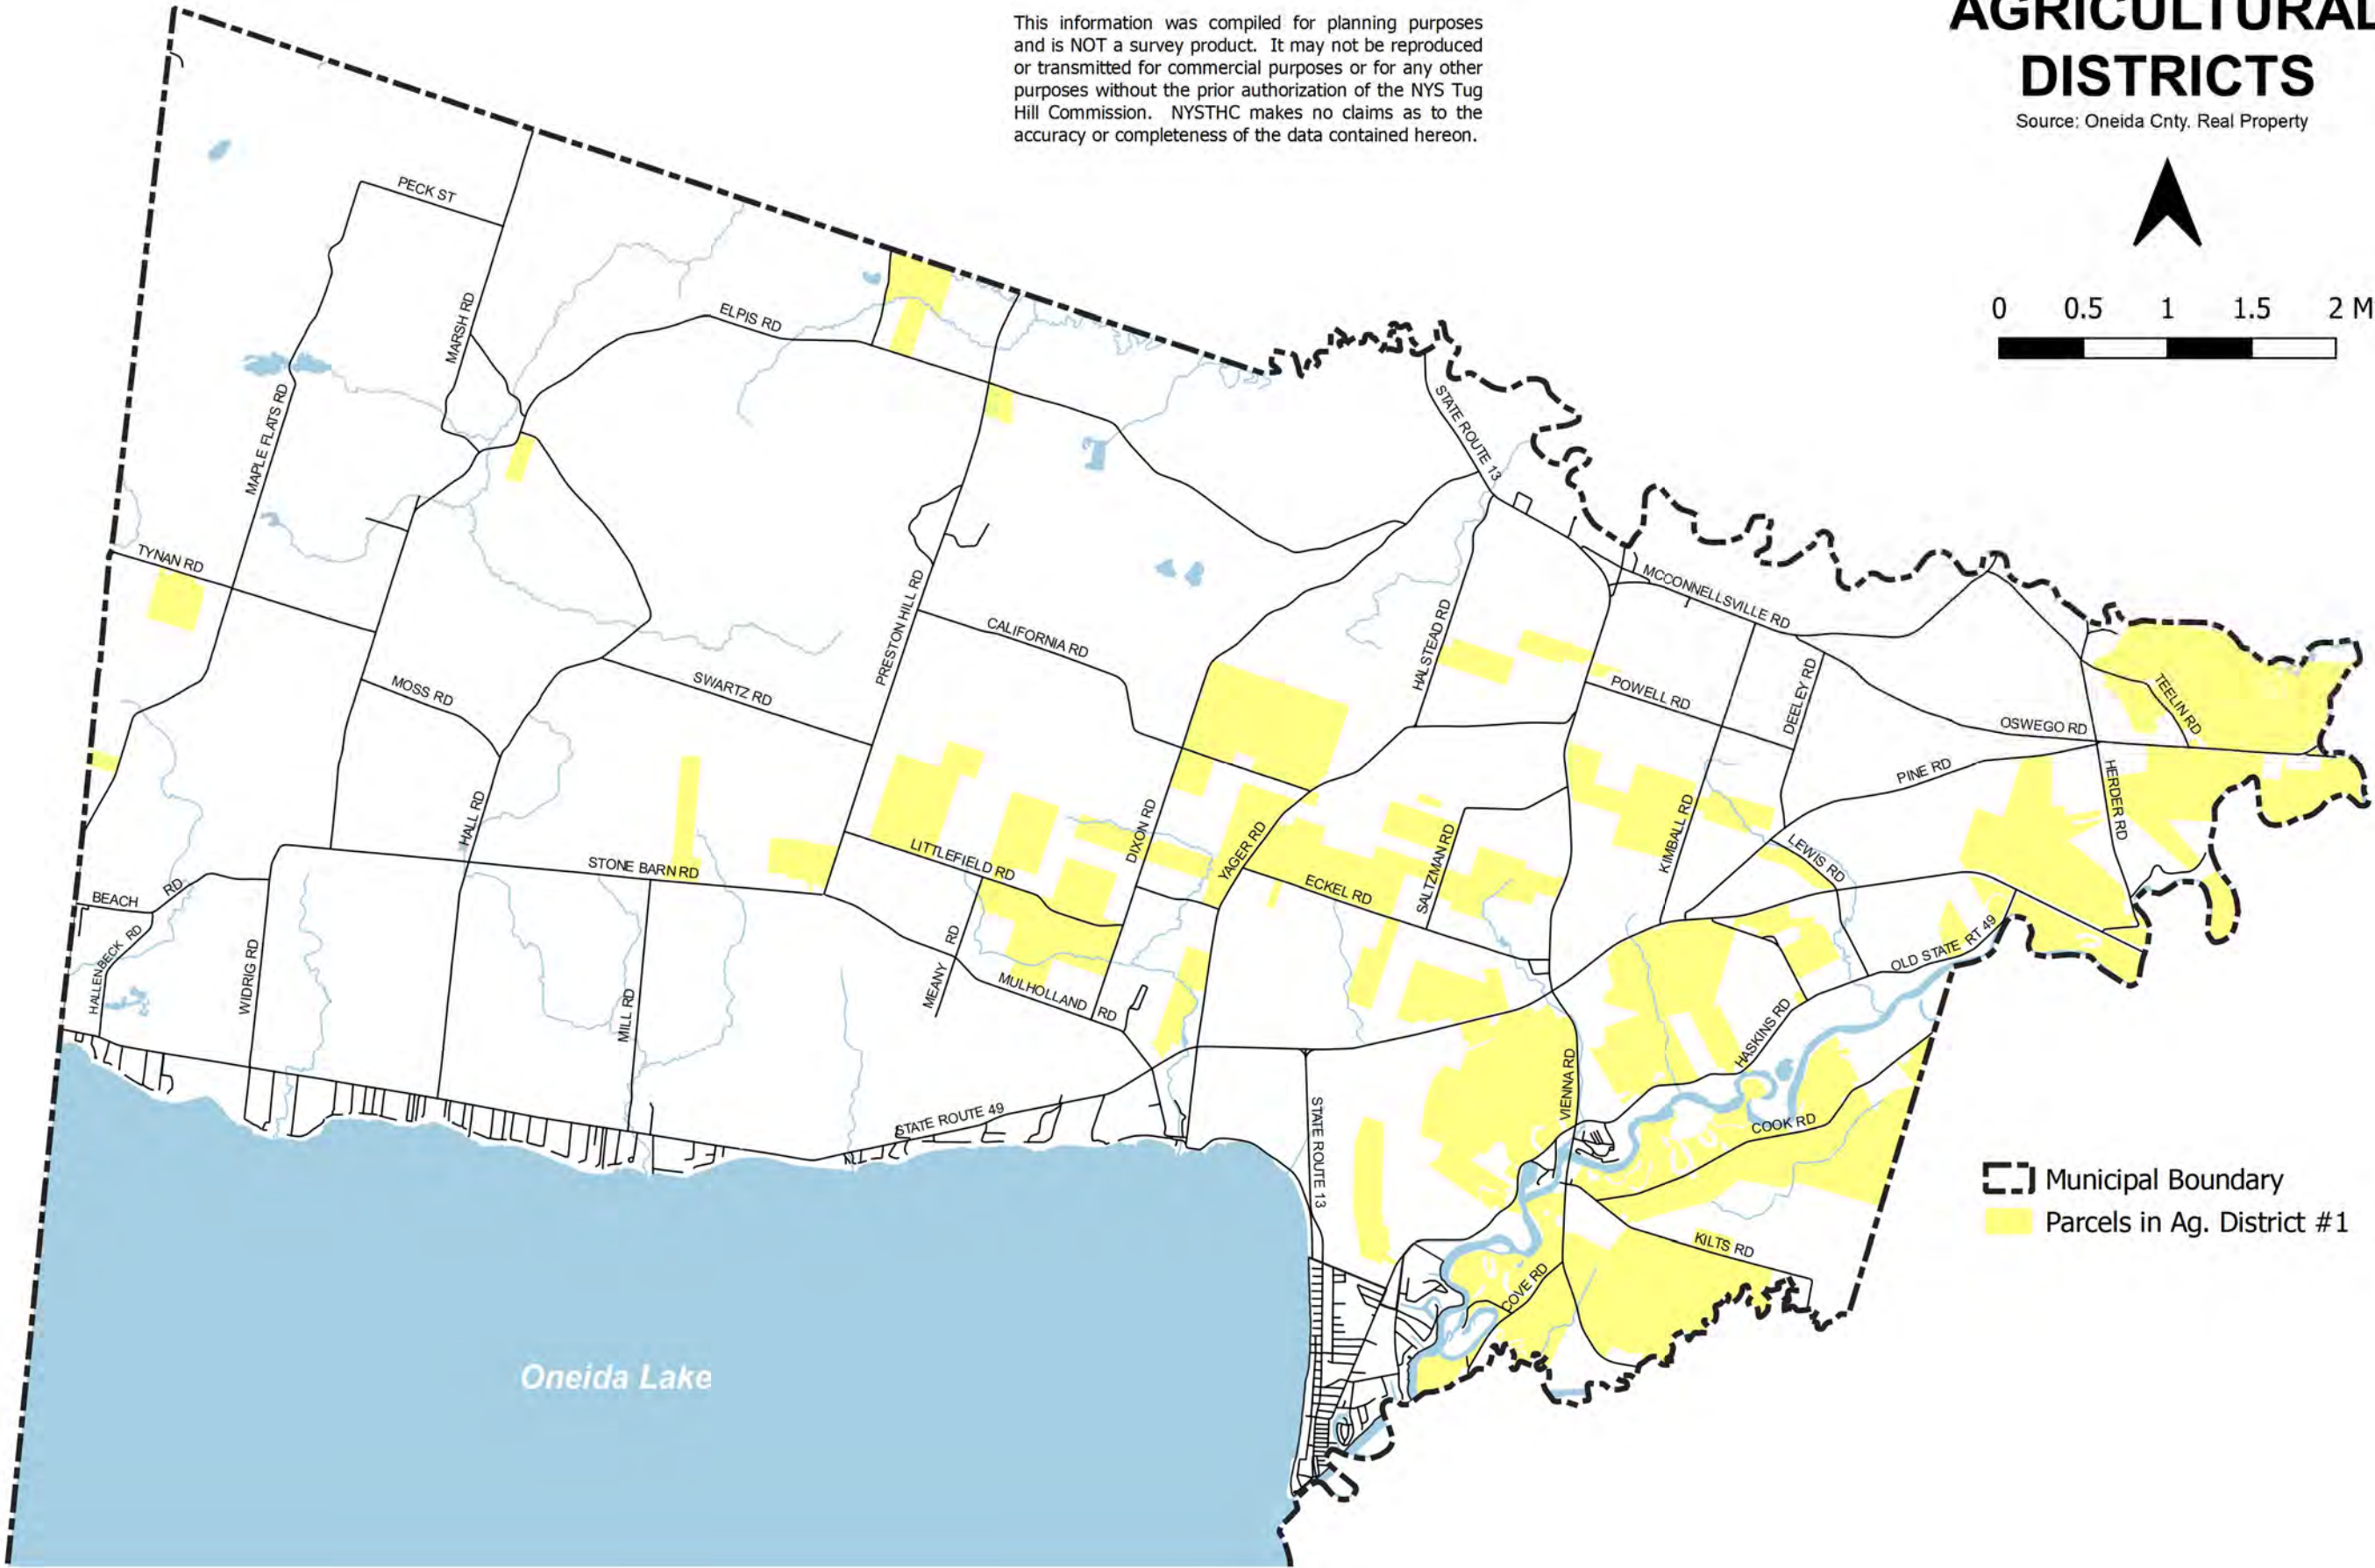 This information was compiled for planning purposes
and is NOT a survey product. It may not be reproduced
or transmitted for commercial purposes or for any other
purposes without the prior authorization of the NYS Tug
Hill Commission. NYSTHC makes no claims as to the
accuracy or completeness of the data contained hereon.
AGRICULTURAL
DISTRICTS
Source: Oneida Cnty. Real Property
0 0.5 1 1.5 2 M
PECK ST
MARSH RD
ELPIS RD
MAPLE FLATS RD
STATE ROUTE 13
TYNAN RD
MCCONNELLSVILLE RD
PRESTON HILL RD
CALIFORNIA RD
HALSTEAD RD
MOSS RD
SWARTZ RD
POWELL RD
DEELEY RD
TEELIN RD
OSWEGO RD
PINE RD
HERDER RD
HALL RD
DIXON RD
YAGER RD
KIMBALL RD
LITTLEFIELD RD
STONE BARN RD
ECKEL RD
SALTZMAN RD
LEWIS RD
BEACH RD
HALLENBECK RD
WIDRIG RD
MILL RD
MEANY RD
MULHOLLAND RD
OLD STATE RT 49
HASKINS RD
VIENNA RD
STATE ROUTE 49
STATE ROUTE 13
COOK RD
KILTS RD
COVE RD
Municipal Boundary
Parcels in Ag. District #1
Oneida Lake